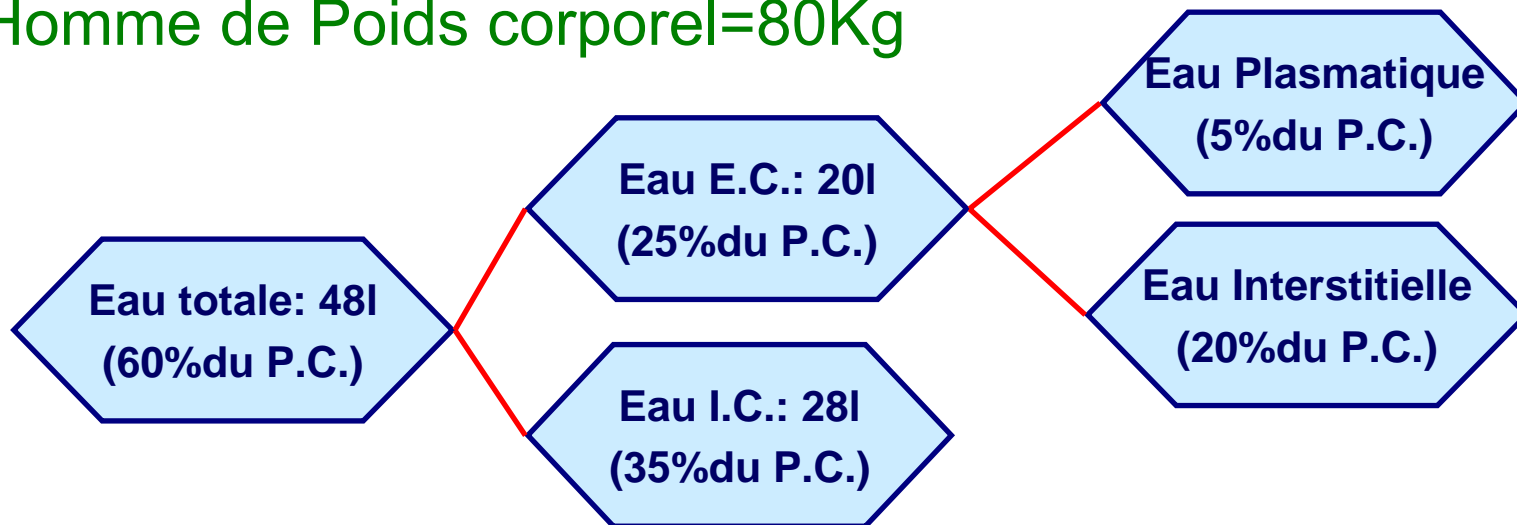 Homme de Poids corporel=80Kg
Eau totale: 48l
(60%du P.C.)
Eau E.C.: 20l
(25%du P.C.)
Eau I.C.: 28l
(35%du P.C.)
Eau Plasmatique
(5%du P.C.)
Eau Interstitielle
(20%du P.C.)